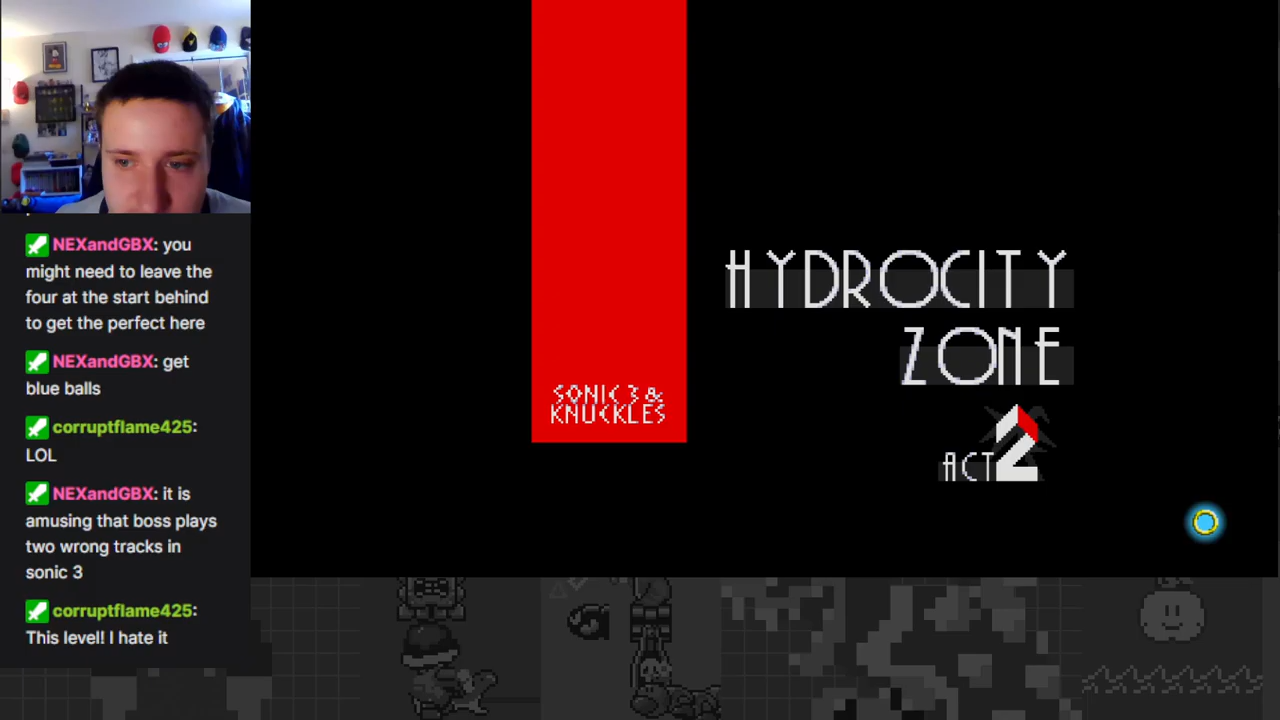 NEXandGBX: you
might need to leave the
four at the start behind
to get the perfect here
NEXandGBX: get
blue balls
corruptflame425:
LOL
NEXandGBX: it is
amusing that boss plays
two wrong tracks in
sonic 3
corruptflame425:
This level! I hate it
SONIC 3 &
KNUCKLES
HYDROCITY
ZONE
ACT 2